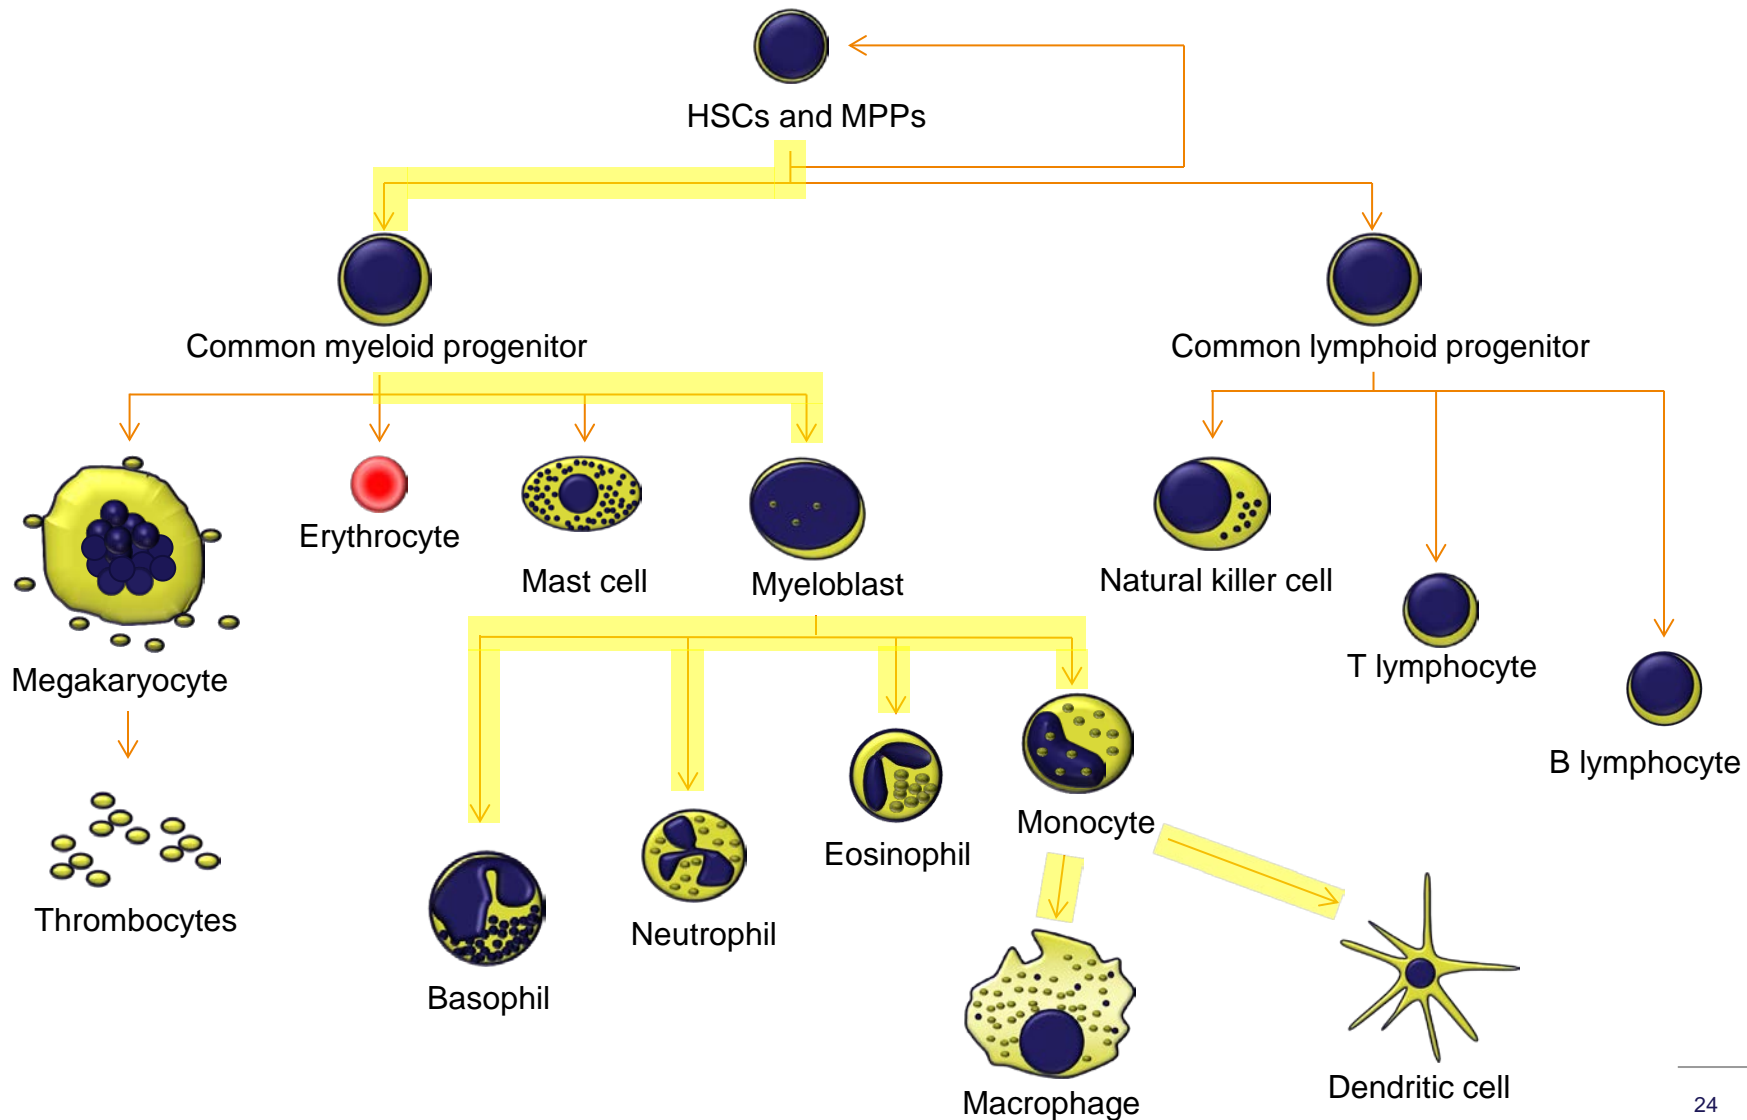 HSCs and MPPs
Common myeloid progenitor
Common lymphoid progenitor
Erythrocyte
Mast cell
Myeloblast
Natural killer cell
Megakaryocyte
T lymphocyte
B lymphocyte
Monocyte
Eosinophil
Thrombocytes
Neutrophil
Basophil
Dendritic cell
Macrophage
24